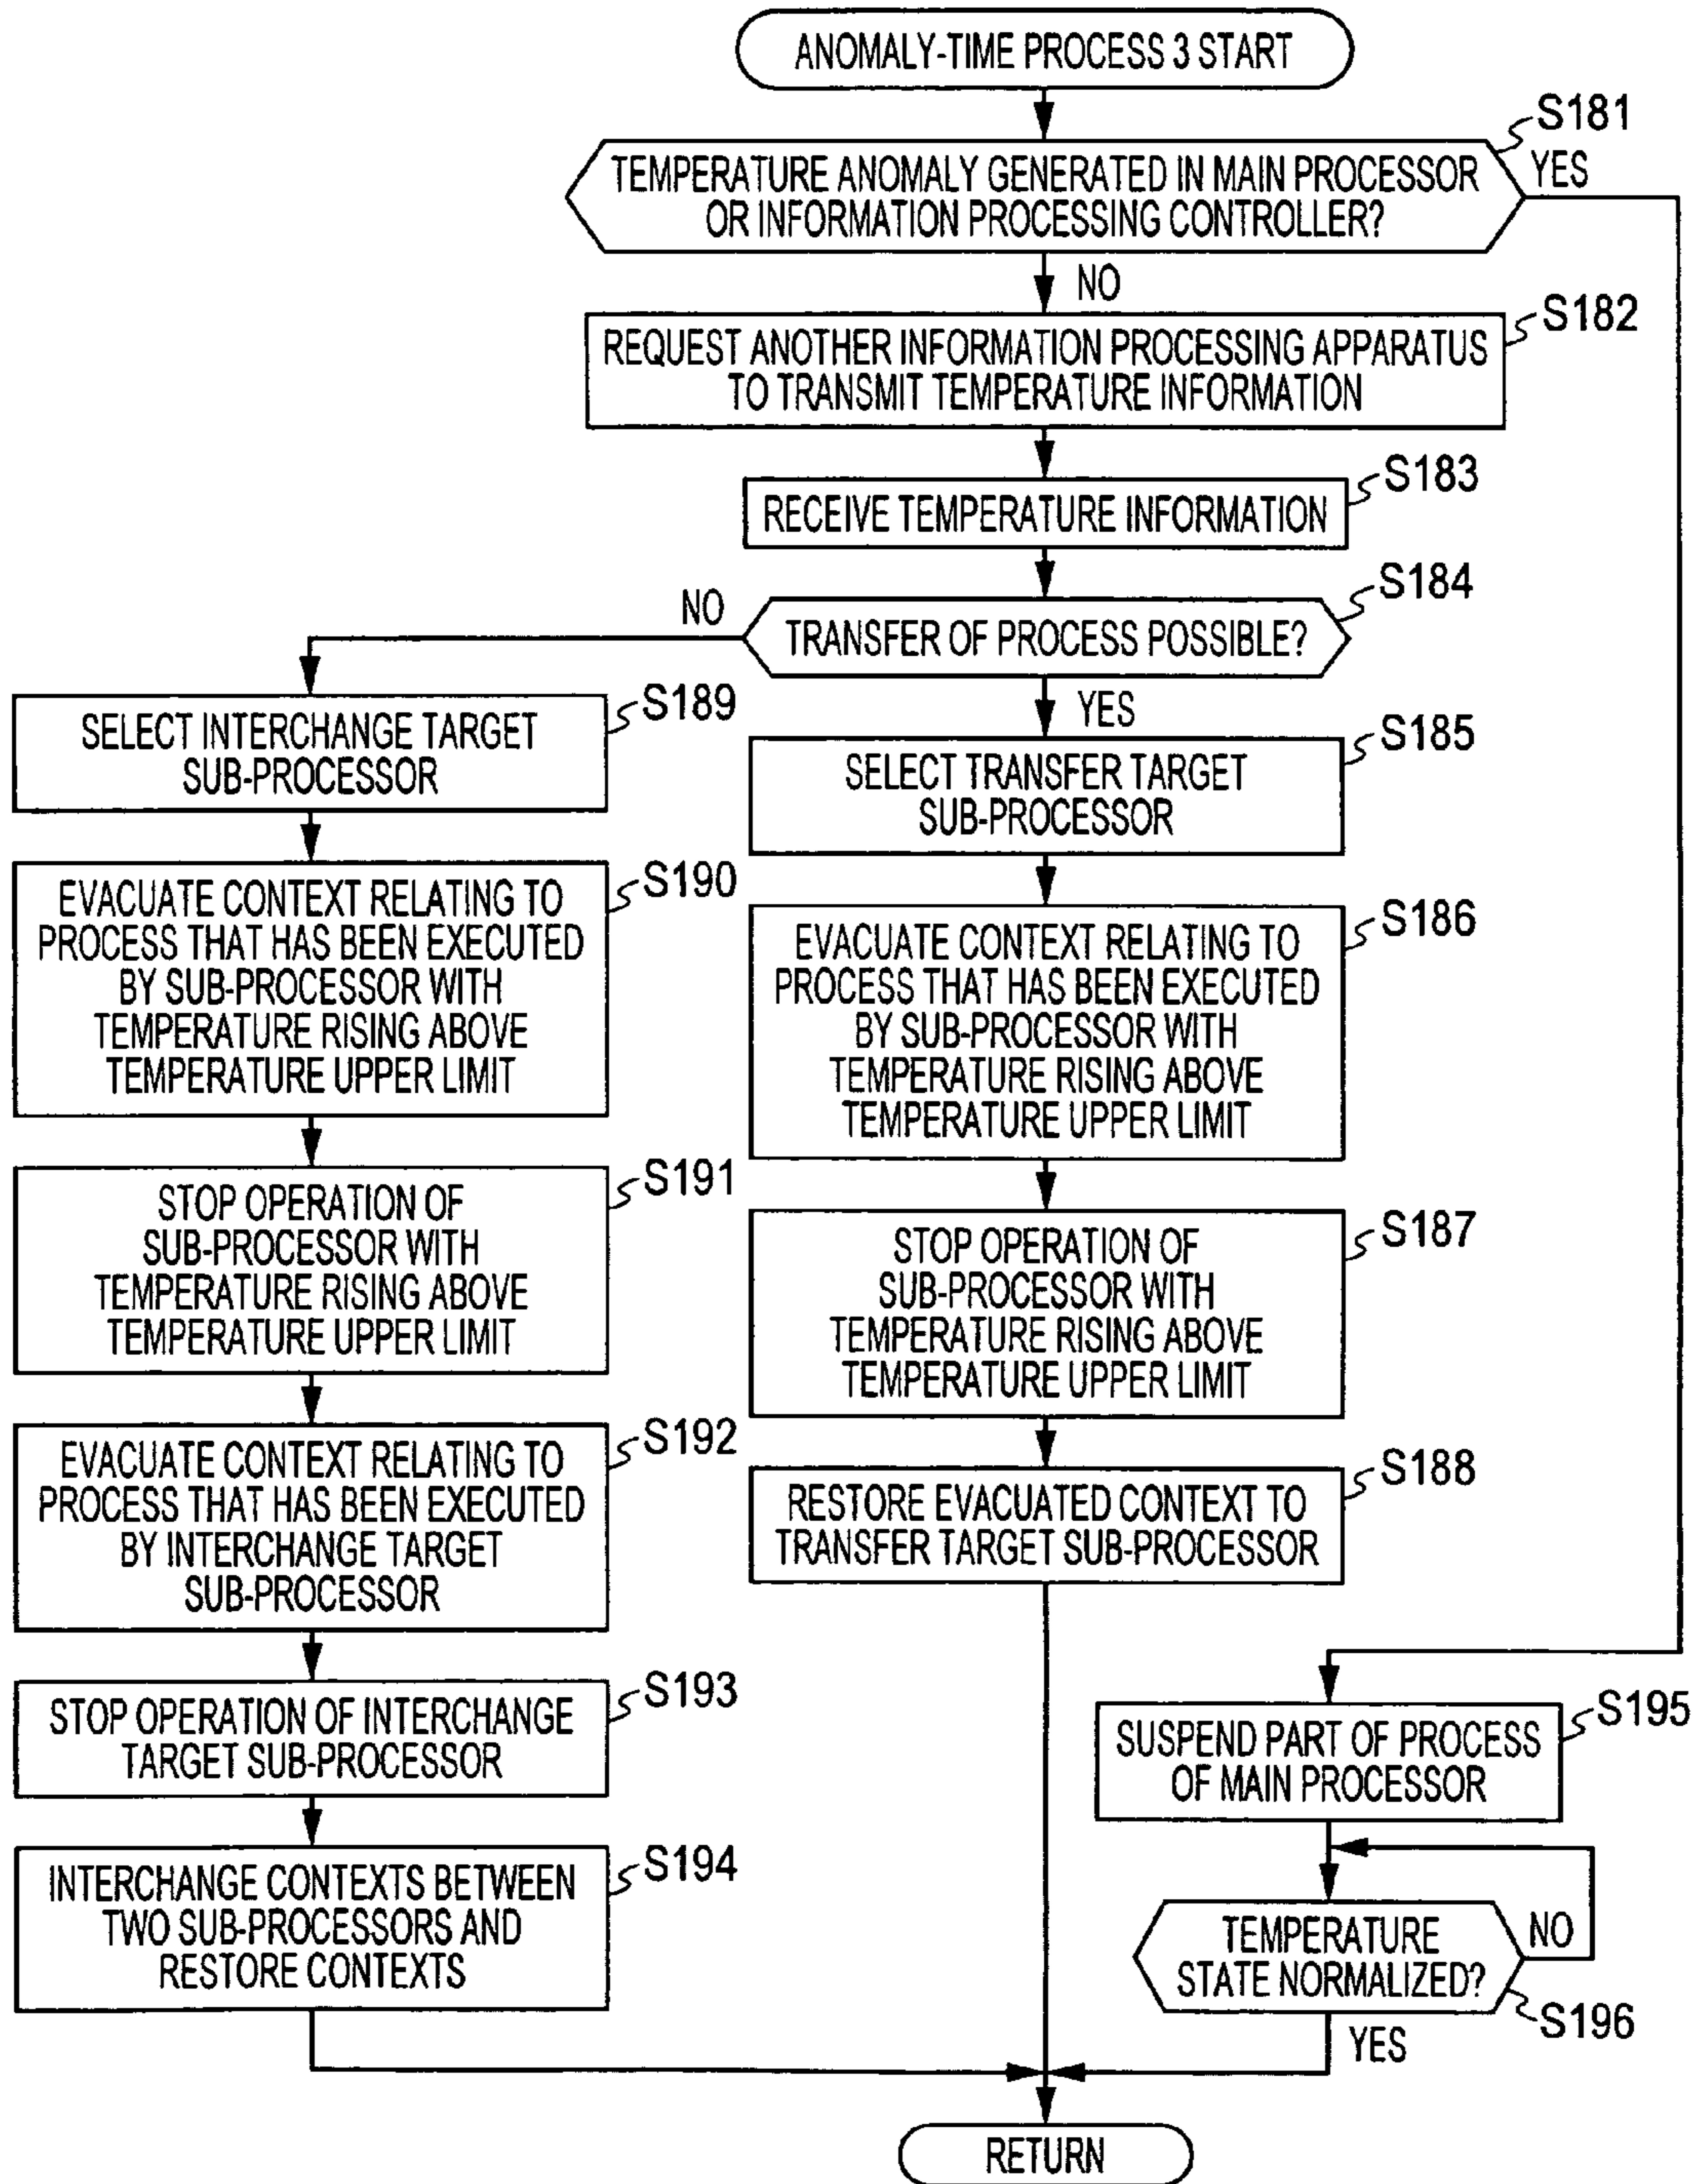 ANOMALY-TIME PROCESS 3 START
S181
TEMPERATURE ANOMALY GENERATED IN MAIN PROCESSOR
OR INFORMATION PROCESSING CONTROLLER?
YES
NO
S182
REQUEST ANOTHER INFORMATION PROCESSING APPARATUS
TO TRANSMIT TEMPERATURE INFORMATION
S183
RECEIVE TEMPERATURE INFORMATION
S184
TRANSFER OF PROCESS POSSIBLE?
NO
YES
S189
SELECT INTERCHANGE TARGET
SUB-PROCESSOR
S190
EVACUATE CONTEXT RELATING TO
PROCESS THAT HAS BEEN EXECUTED
BY SUB-PROCESSOR WITH
TEMPERATURE RISING ABOVE
TEMPERATURE UPPER LIMIT
S191
STOP OPERATION OF
SUB-PROCESSOR WITH
TEMPERATURE RISING ABOVE
TEMPERATURE UPPER LIMIT
S192
EVACUATE CONTEXT RELATING TO
PROCESS THAT HAS BEEN EXECUTED
BY INTERCHANGE TARGET
SUB-PROCESSOR
S193
STOP OPERATION OF INTERCHANGE
TARGET SUB-PROCESSOR
S194
INTERCHANGE CONTEXTS BETWEEN
TWO SUB-PROCESSORS AND
RESTORE CONTEXTS
S185
SELECT TRANSFER TARGET
SUB-PROCESSOR
S186
EVACUATE CONTEXT RELATING TO
PROCESS THAT HAS BEEN EXECUTED
BY SUB-PROCESSOR WITH
TEMPERATURE RISING ABOVE
TEMPERATURE UPPER LIMIT
S187
STOP OPERATION OF
SUB-PROCESSOR WITH
TEMPERATURE RISING ABOVE
TEMPERATURE UPPER LIMIT
S188
RESTORE EVACUATED CONTEXT TO
TRANSFER TARGET SUB-PROCESSOR
S195
SUSPEND PART OF PROCESS
OF MAIN PROCESSOR
TEMPERATURE
STATE NORMALIZED?
NO
S196
YES
RETURN